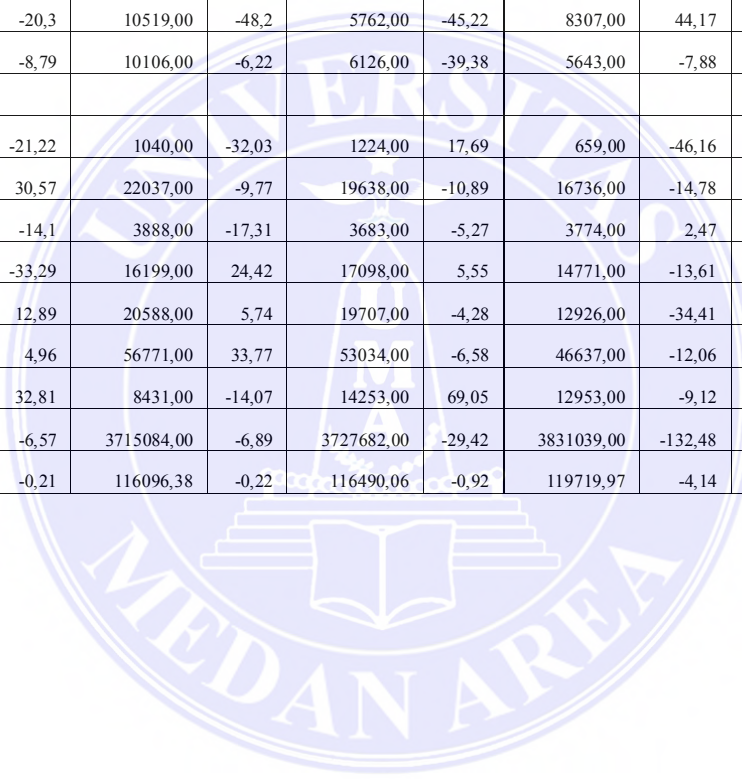 -20,3 10519,00 -48,2 5762,00 -45,22 8307,00 44,17
-8,79 10106,00 -6,22 6126,00 -39,38 5643,00 -7,88
-21,22 1040,00 -32,03 1224,00 17,69 659,00 -46,16
30,57 22037,00 -9,77 19638,00 -10,89 16736,00 -14,78
-14,1 3888,00 -17,31 3683,00 -5,27 3774,00 2,47
-33,29 16199,00 24,42 17098,00 5,55 14771,00 -13,61
12,89 20588,00 5,74 19707,00 -4,28 12926,00 -34,41
4,96 56771,00 33,77 53034,00 -6,58 46637,00 -12,06
32,81 8431,00 -14,07 14253,00 69,05 12953,00 -9,12
-6,57 3715084,00 -6,89 3727682,00 -29,42 3831039,00 -132,48
-0,21 116096,38 -0,22 116490,06 -0,92 119719,97 -4,14
UNIVERSITAS
UMA
MEDAN AREA